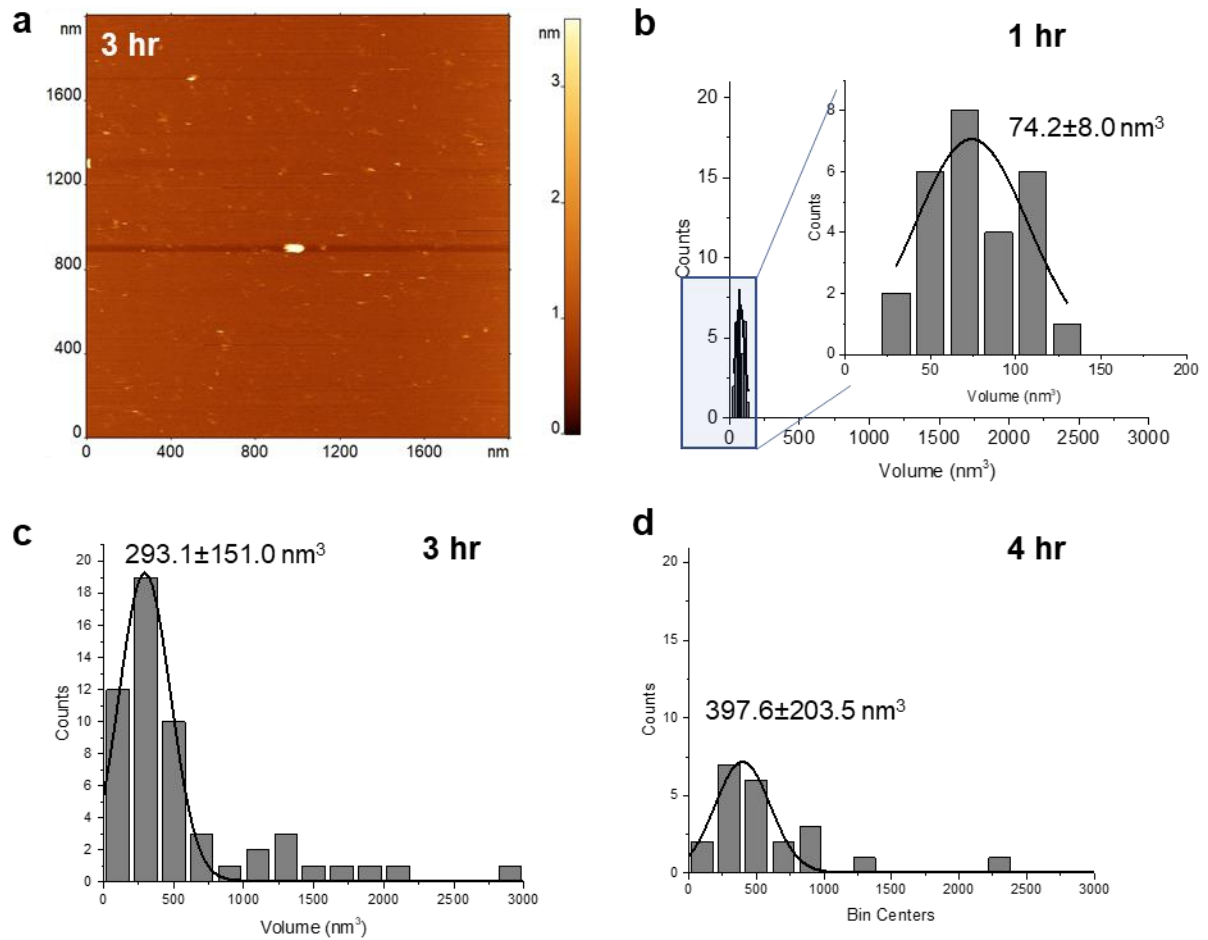 a
3 hr
nm
1600
1200
800
400
0
0 400 800 1200 1600 nm
nm
3
2
1
0
b
1 hr
20
15
10
5
0
Counts
0 500 1000 1500 2000 2500 3000
Volume (nm³)
74.2±8.0 nm³
8
6
4
2
0
Counts
0 50 100 150 200
Volume (nm³)
c
293.1±151.0 nm³
3 hr
20
18
16
14
12
10
8
6
4
2
0
Counts
0 500 1000 1500 2000 2500 3000
Volume (nm³)
d
4 hr
397.6±203.5 nm³
20
15
10
5
0
Counts
0 500 1000 1500 2000 2500 3000
Bin Centers